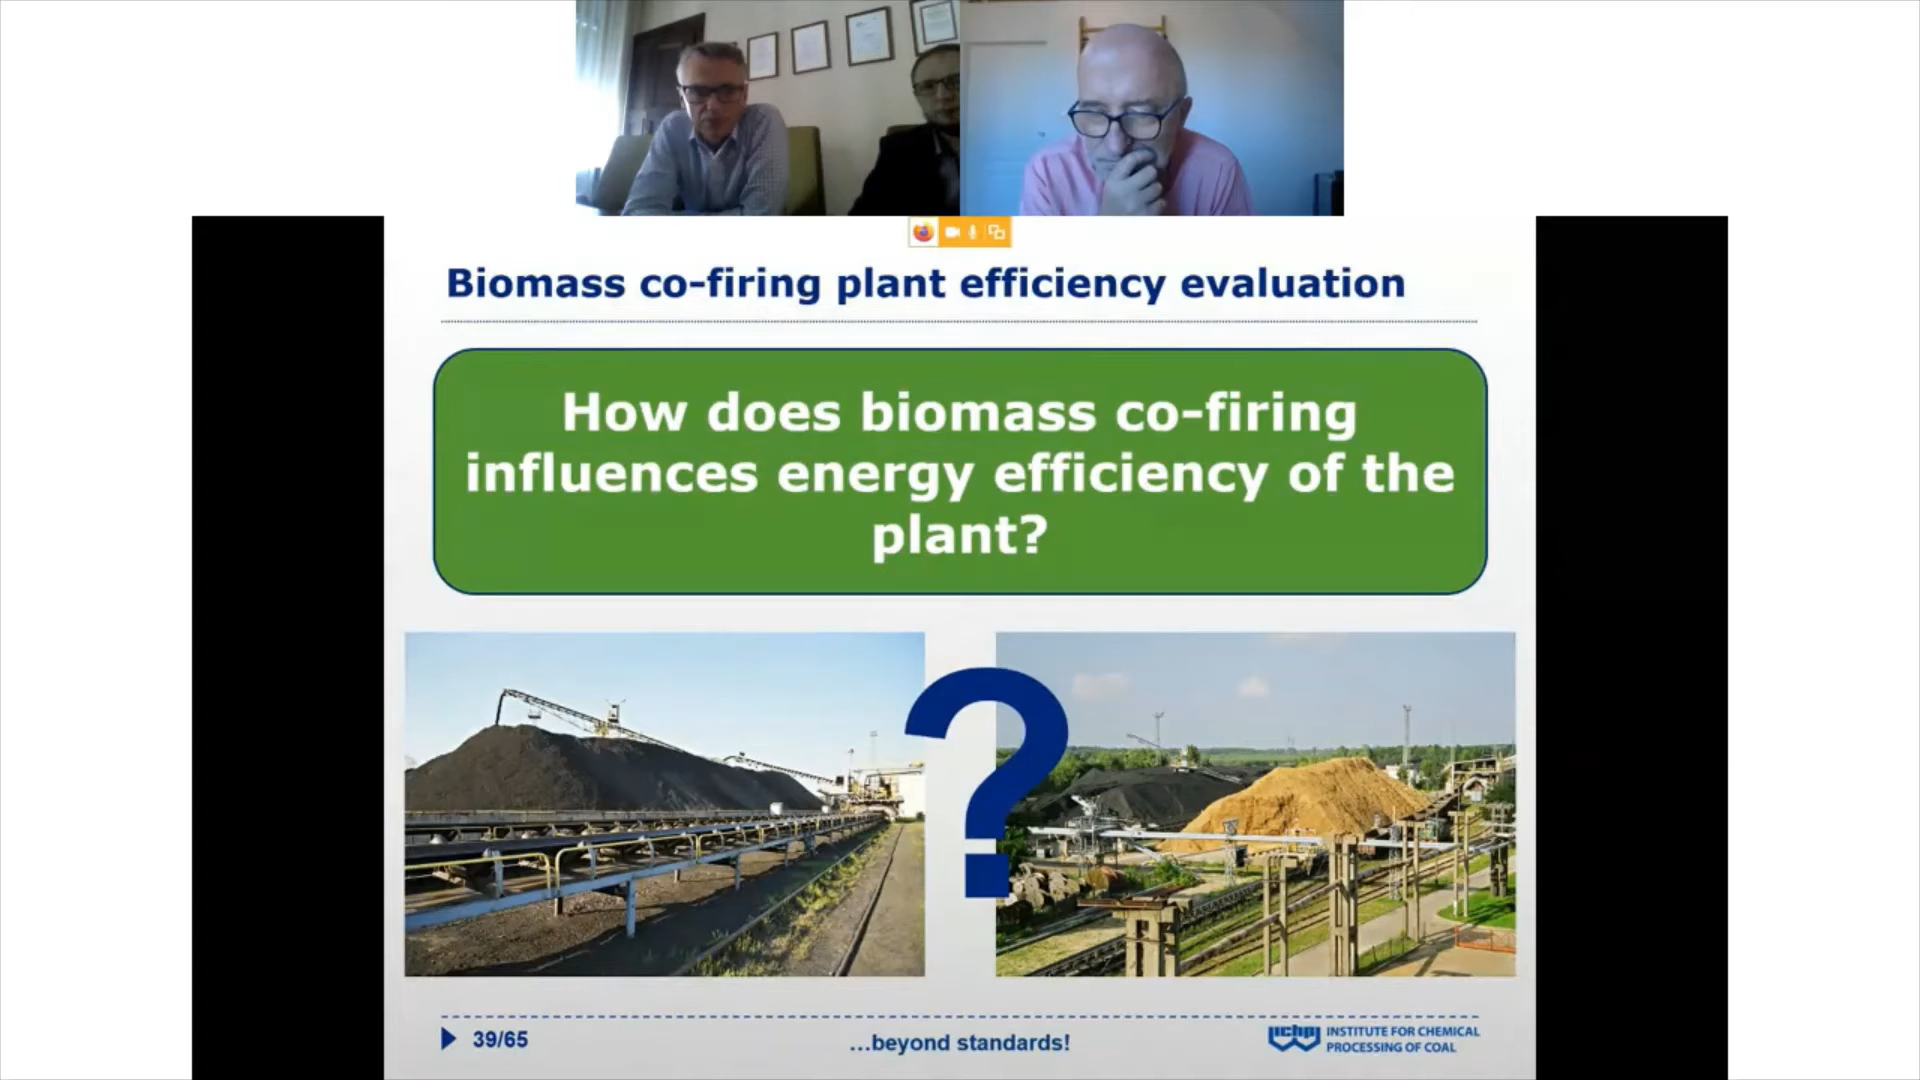 Biomass co-firing plant efficiency evaluation
How does biomass co-firing
influences energy efficiency of the
plant?
?
39/65
...beyond standards!
ichpw
INSTITUTE FOR CHEMICAL
PROCESSING OF COAL